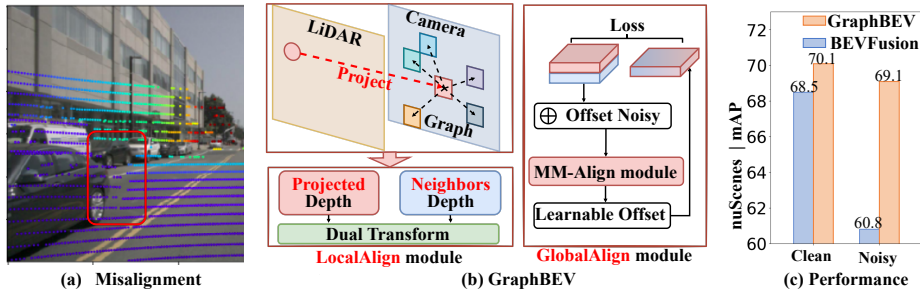 (a) Misalignment
LiDAR
Camera
Project
Graph
Projected
Depth
Neighbors
Depth
Dual Transform
LocalAlign module
Loss
⊕ Offset Noisy
MM-Align module
Learnable Offset
GlobalAlign module
(b) GraphBEV
nuScenes | mAP
72
70
68
66
64
62
60
GraphBEV
BEVFusion
68.5
70.1
60.8
69.1
Clean
Noisy
(c) Performance